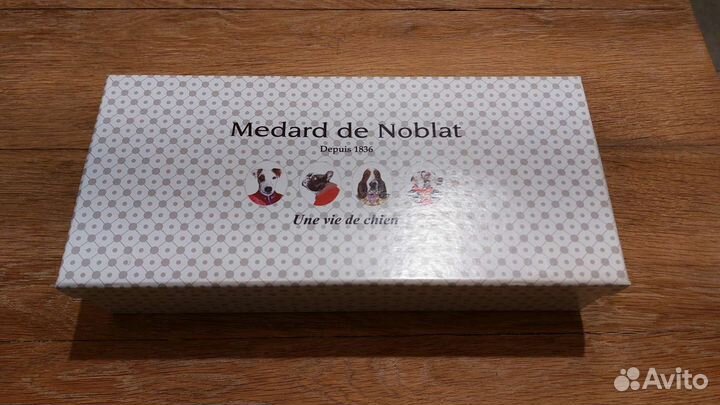 Medard de Noblat
Depuis 1836
Une vie de chien
Avito